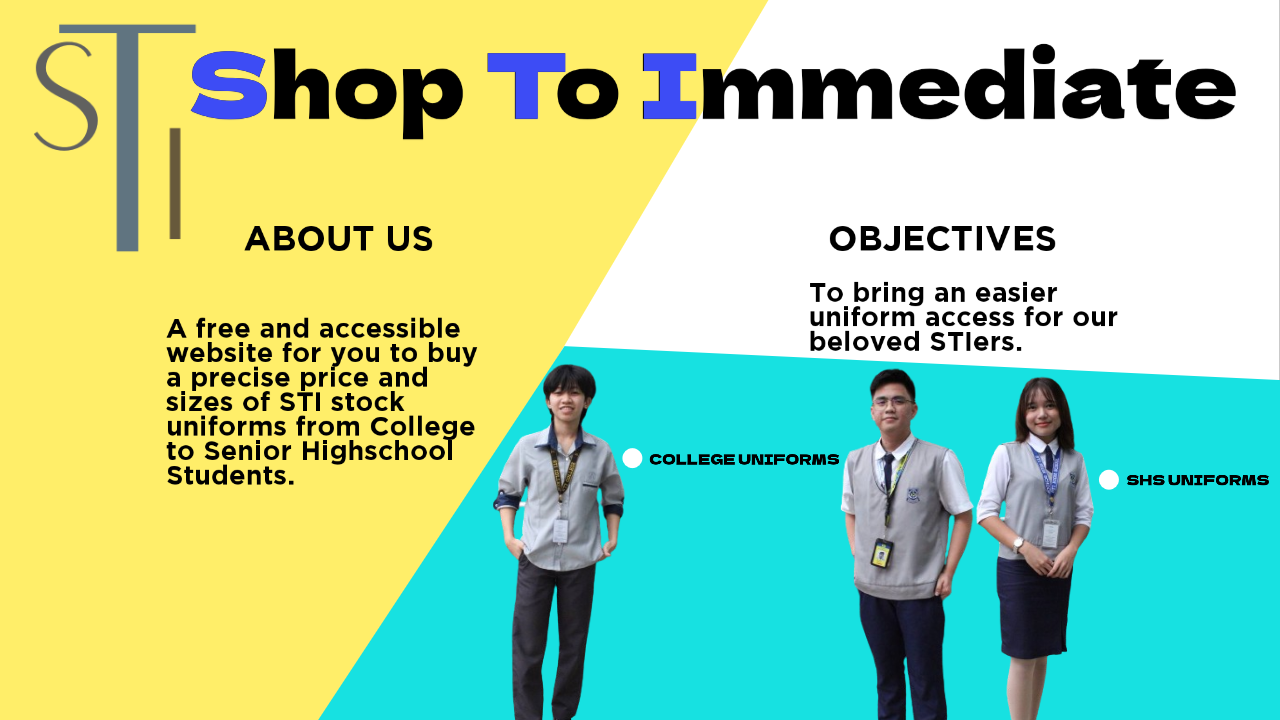 STI
Shop To Immediate
ABOUT US
A free and accessible
website for you to buy
a precise price and
sizes of STI stock
uniforms from College
to Senior Highschool
Students.
OBJECTIVES
To bring an easier
uniform access for our
beloved STIers.
COLLEGE UNIFORMS
SHS UNIFORMS